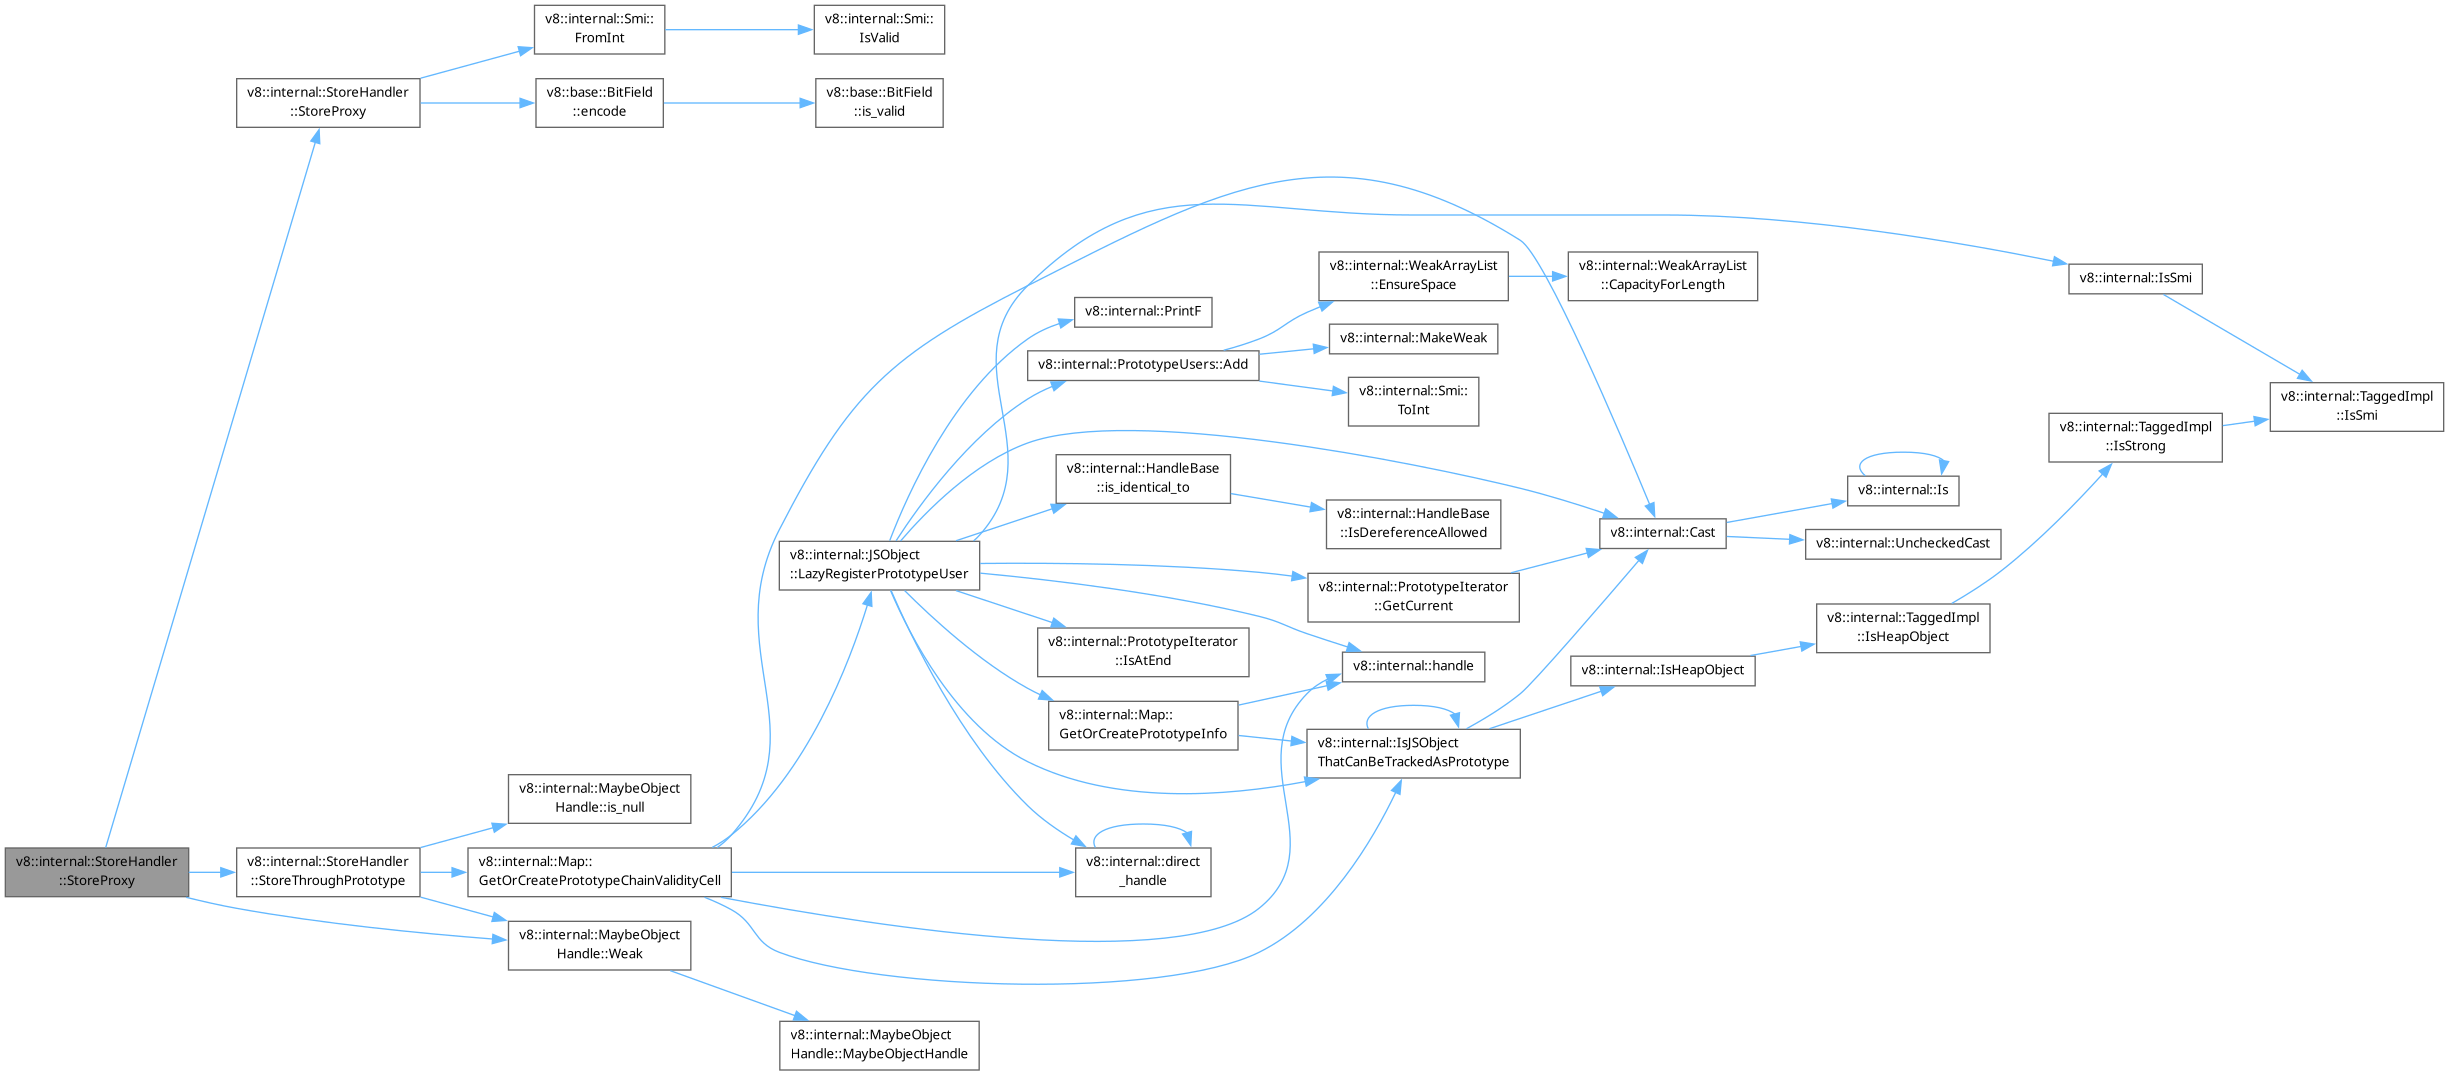 v8::internal::StoreHandler
::StoreProxy
v8::internal::StoreHandler
::StoreProxy
v8::internal::Smi::
FromInt
v8::internal::Smi::
IsValid
v8::base::BitField
::encode
v8::base::BitField
::is_valid
v8::internal::StoreHandler
::StoreThroughPrototype
v8::internal::MaybeObject
Handle::is_null
v8::internal::Map::
GetOrCreatePrototypeChainValidityCell
v8::internal::MaybeObject
Handle::Weak
v8::internal::MaybeObject
Handle::MaybeObjectHandle
v8::internal::JSObject
::LazyRegisterPrototypeUser
v8::internal::PrintF
v8::internal::PrototypeUsers::Add
v8::internal::WeakArrayList
::EnsureSpace
v8::internal::WeakArrayList
::CapacityForLength
v8::internal::MakeWeak
v8::internal::Smi::
ToInt
v8::internal::HandleBase
::is_identical_to
v8::internal::HandleBase
::IsDereferenceAllowed
v8::internal::PrototypeIterator
::GetCurrent
v8::internal::PrototypeIterator
::IsAtEnd
v8::internal::handle
v8::internal::Map::
GetOrCreatePrototypeInfo
v8::internal::IsJSObject
ThatCanBeTrackedAsPrototype
v8::internal::direct
_handle
v8::internal::Cast
v8::internal::Is
v8::internal::UncheckedCast
v8::internal::IsHeapObject
v8::internal::TaggedImpl
::IsHeapObject
v8::internal::TaggedImpl
::IsStrong
v8::internal::IsSmi
v8::internal::TaggedImpl
::IsSmi